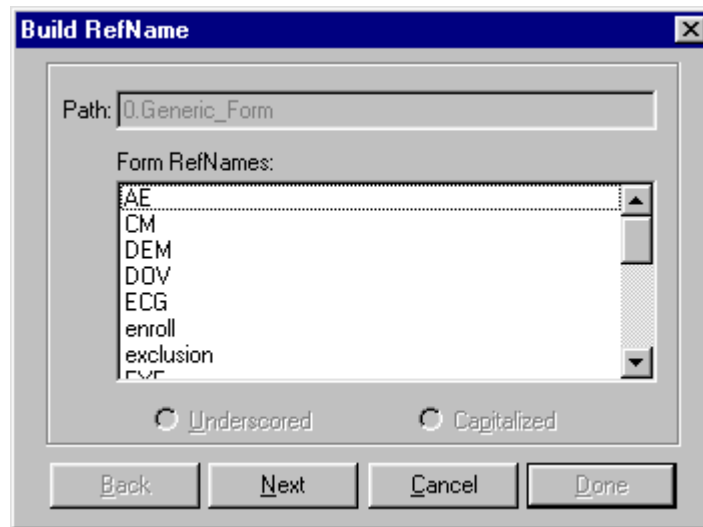 Build RefName
Path: 0.Generic_Form
Form RefNames:
AE
CM
DEM
DOV
ECG
enroll
exclusion
Underscored Capitalized
Back Next Cancel Done